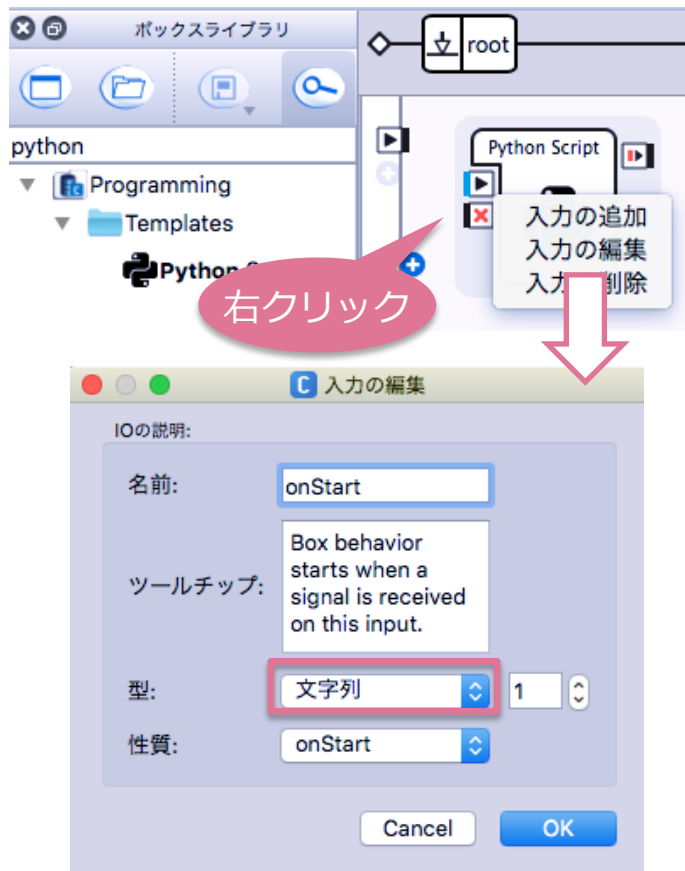 ボックスライブラリ
root
python
Programming
Templates
Python
Python Script
入力の追加
入力の編集
入力 削除
右クリック
入力の編集
IOの説明:
名前: onStart
ツールチップ: Box behavior
starts when a
signal is received
on this input.
型: 文字列 1
性質: onStart
Cancel OK